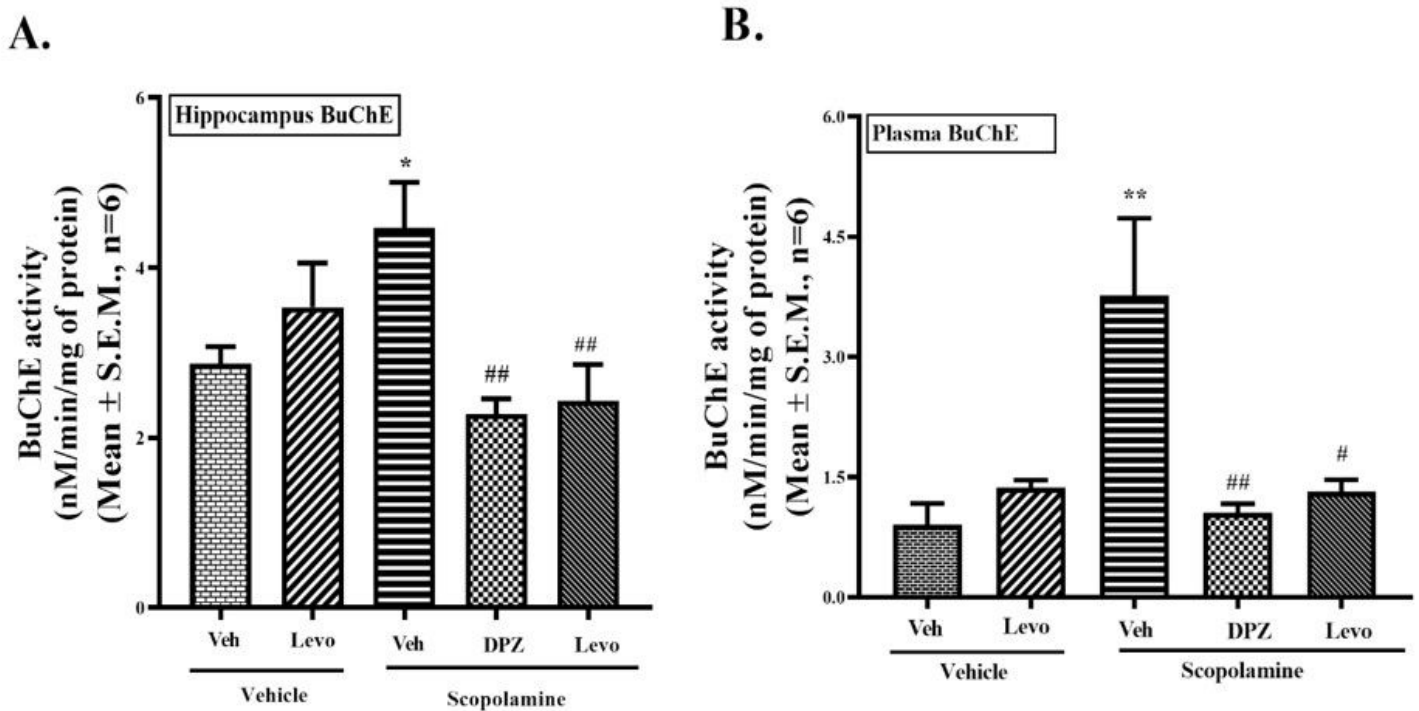 A.
Hippocampus BuChE
BuChE activity
(nM/min/mg of protein)
(Mean ± S.E.M., n=6)
6
4
2
0
*
##
##
Veh
Levo
Veh
DPZ
Levo
Vehicle
Scopolamine
B.
Plasma BuChE
BuChE activity
(nM/min/mg of protein)
(Mean ± S.E.M., n=6)
6.0
4.5
3.0
1.5
0.0
**
##
#
Veh
Levo
Veh
DPZ
Levo
Vehicle
Scopolamine